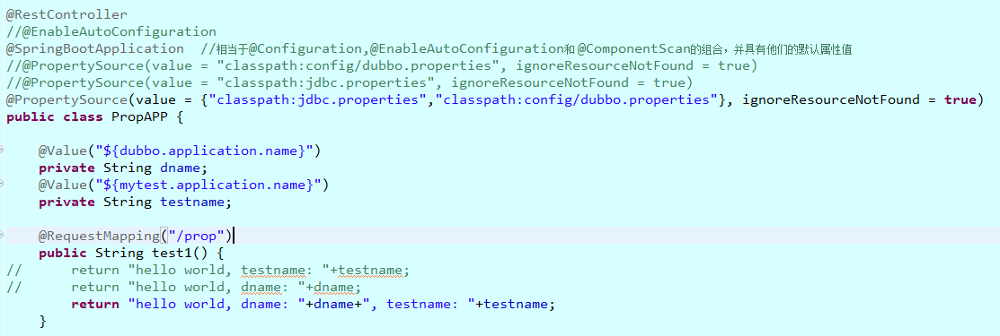 @RestController
//@EnableAutoConfiguration
@SpringBootApplication  //相当于@Configuration,@EnableAutoConfiguration和 @ComponentScan的组合，并具有他们的默认属性值
//@PropertySource(value = "classpath:config/dubbo.properties", ignoreResourceNotFound = true)
//@PropertySource(value = "classpath:jdbc.properties", ignoreResourceNotFound = true)
@PropertySource(value = {"classpath:jdbc.properties","classpath:config/dubbo.properties"}, ignoreResourceNotFound = true)
public class PropAPP {
    @Value("${dubbo.application.name}")
    private String dname;
    @Value("${mytest.application.name}")
    private String testname;
    @RequestMapping("/prop")
    public String test1() {
//      return "hello world, testname: "+testname;
//      return "hello world, dname: "+dname;
        return "hello world, dname: "+dname+", testname: "+testname;
    }